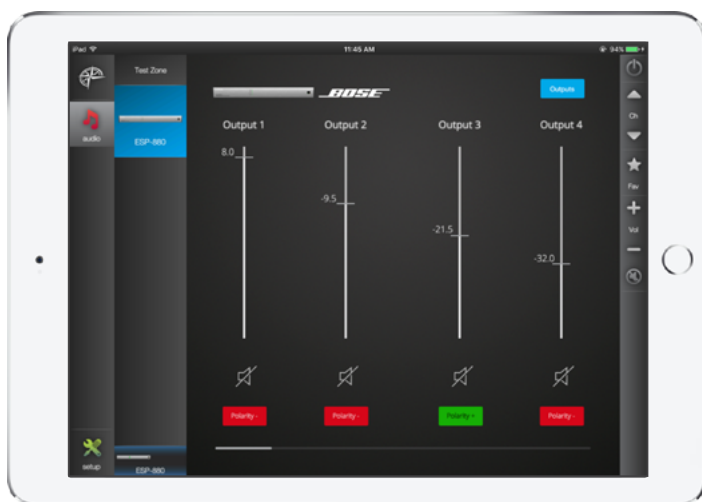 iPad
11:45 AM
94%
Test Zone
BOSE
Outputs
Ch
audio
ESP-880
Output 1
Output 2
Output 3
Output 4
8.0
-9.5
-21.5
-32.0
Fav
Vol
Polarity -
Polarity -
Polarity +
Polarity -
setup
ESP-880